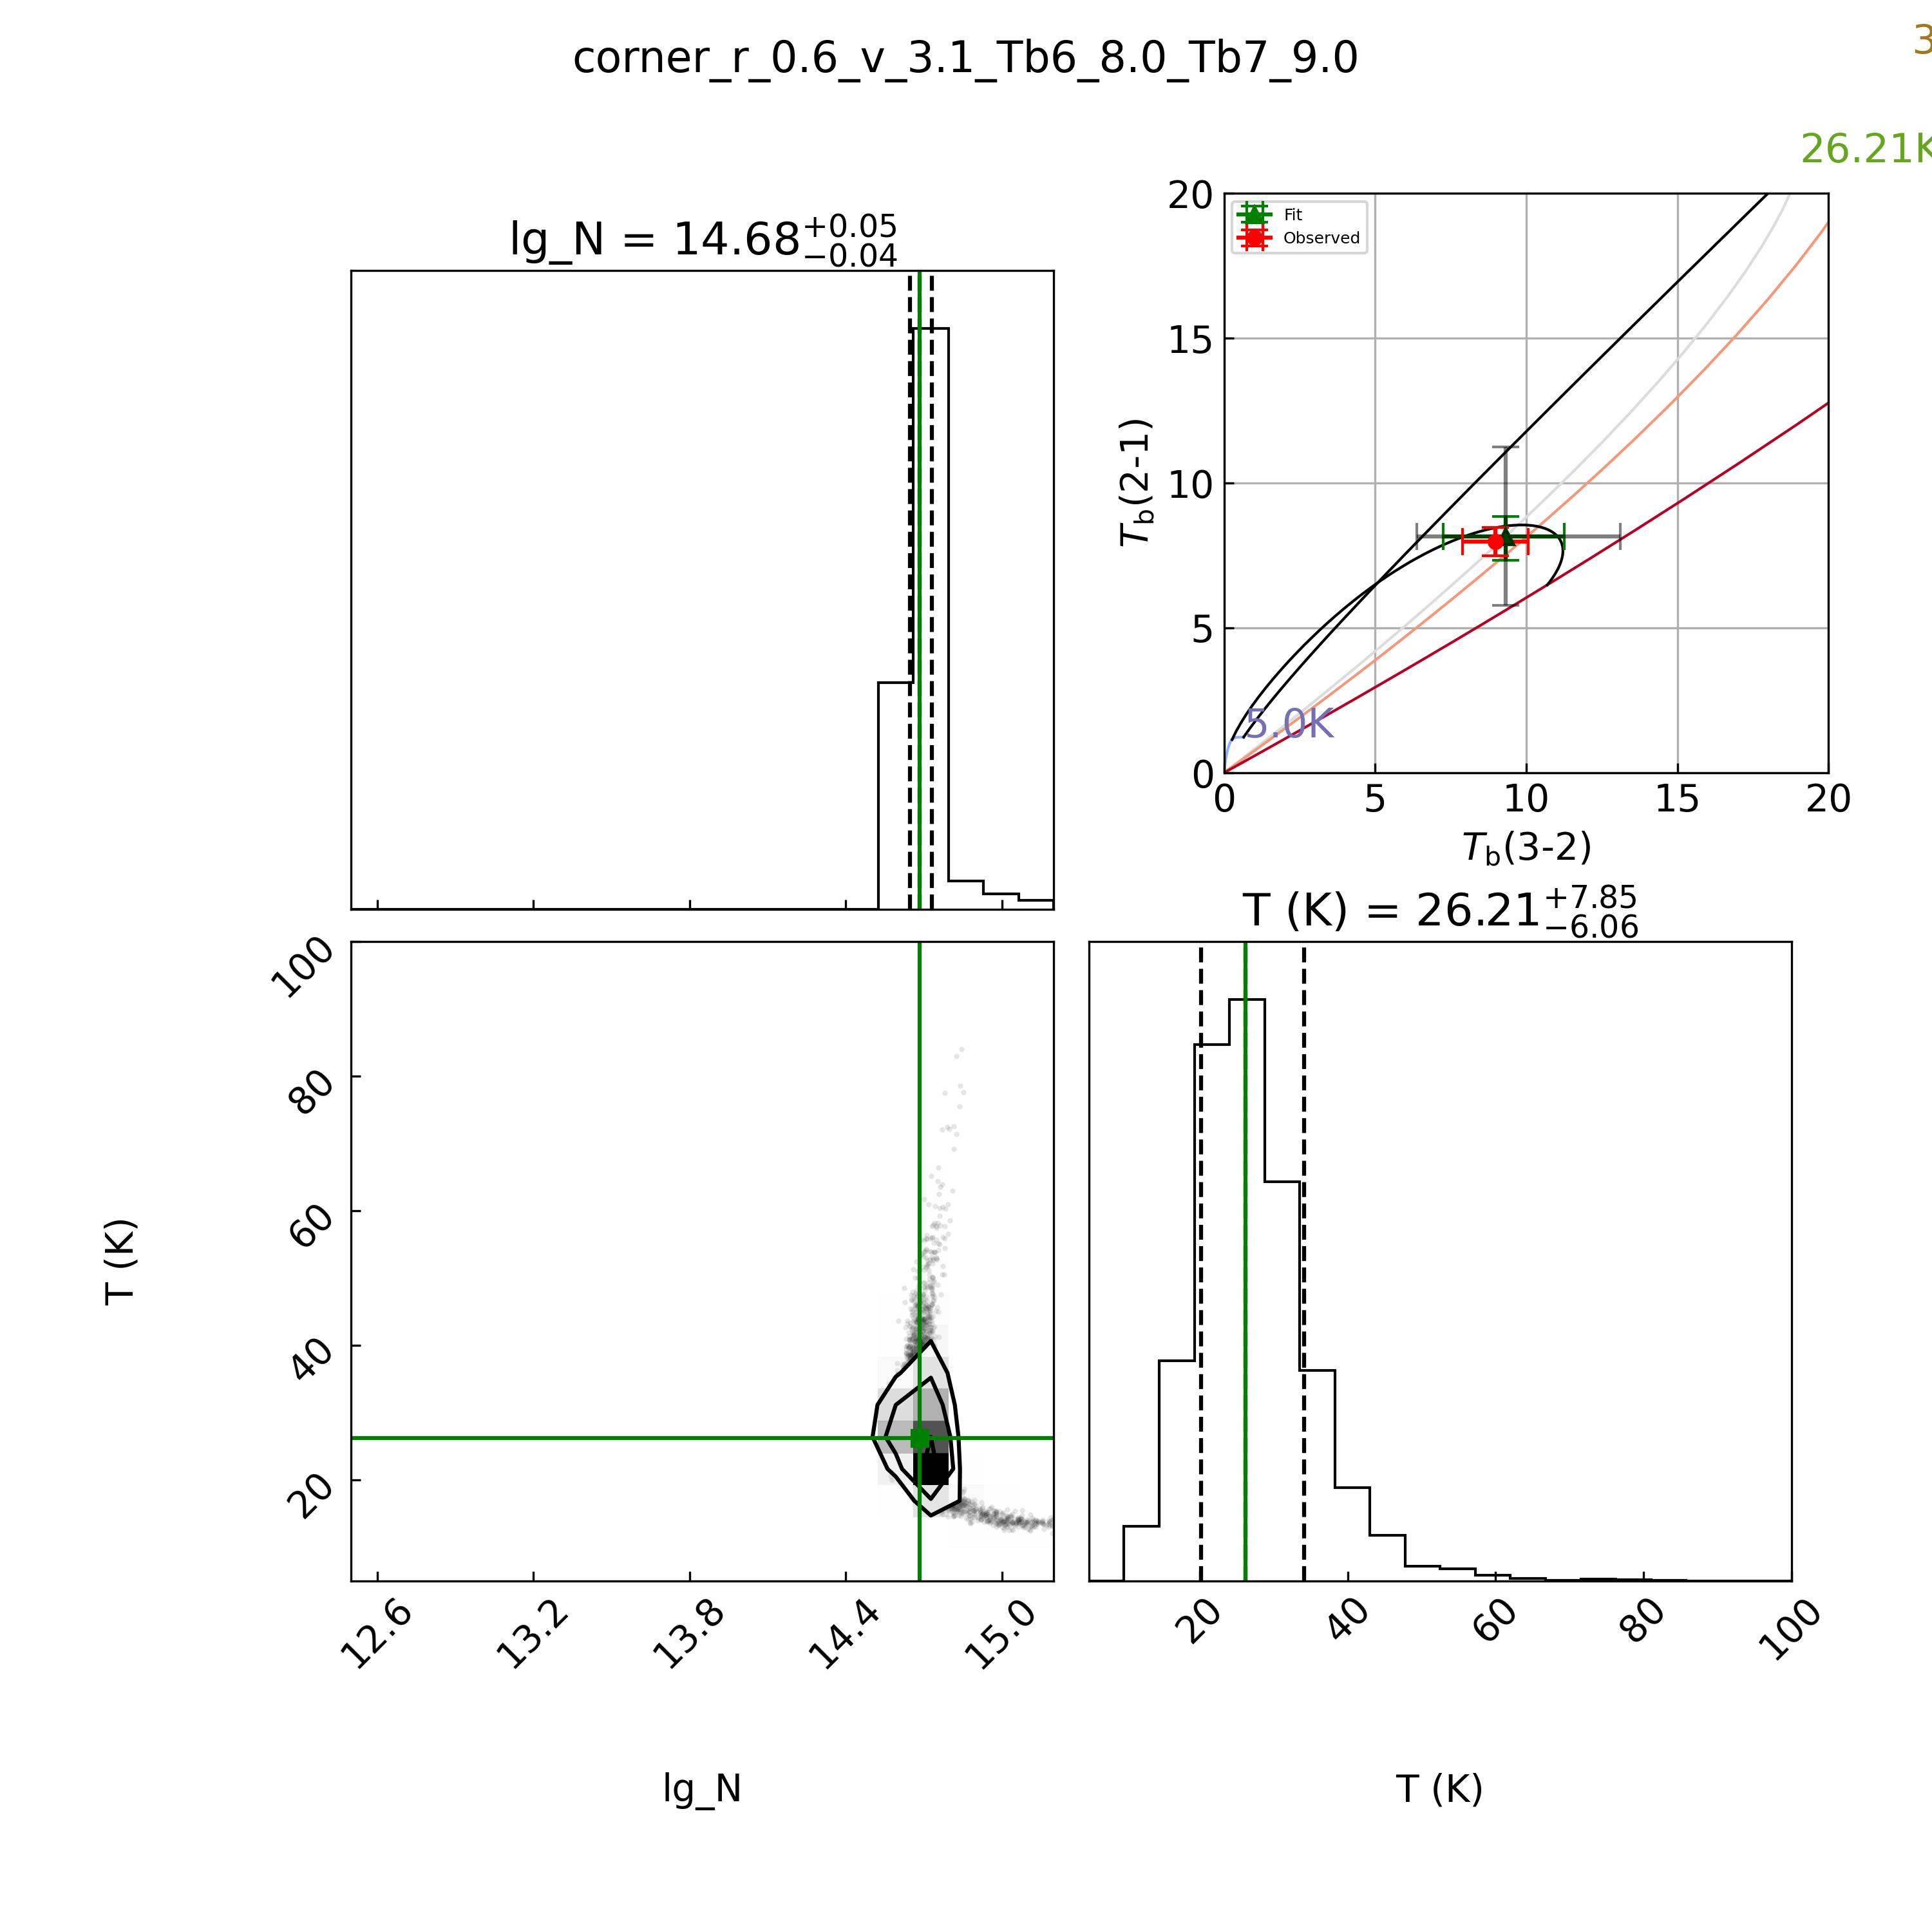 corner_r_0.6_v_3.1_Tb6_8.0_Tb7_9.0
3
26.21K
lg_N = 14.68+0.05−0.04
20
15
10
5
0
Fit
Observed
Tb(2-1)
5.0K
0 5 10 15 20
Tb(3-2)
T (K) = 26.21+7.85−6.06
100
80
60
40
20
T (K)
12.6 13.2 13.8 14.4 15.0
20 40 60 80 100
lg_N
T (K)